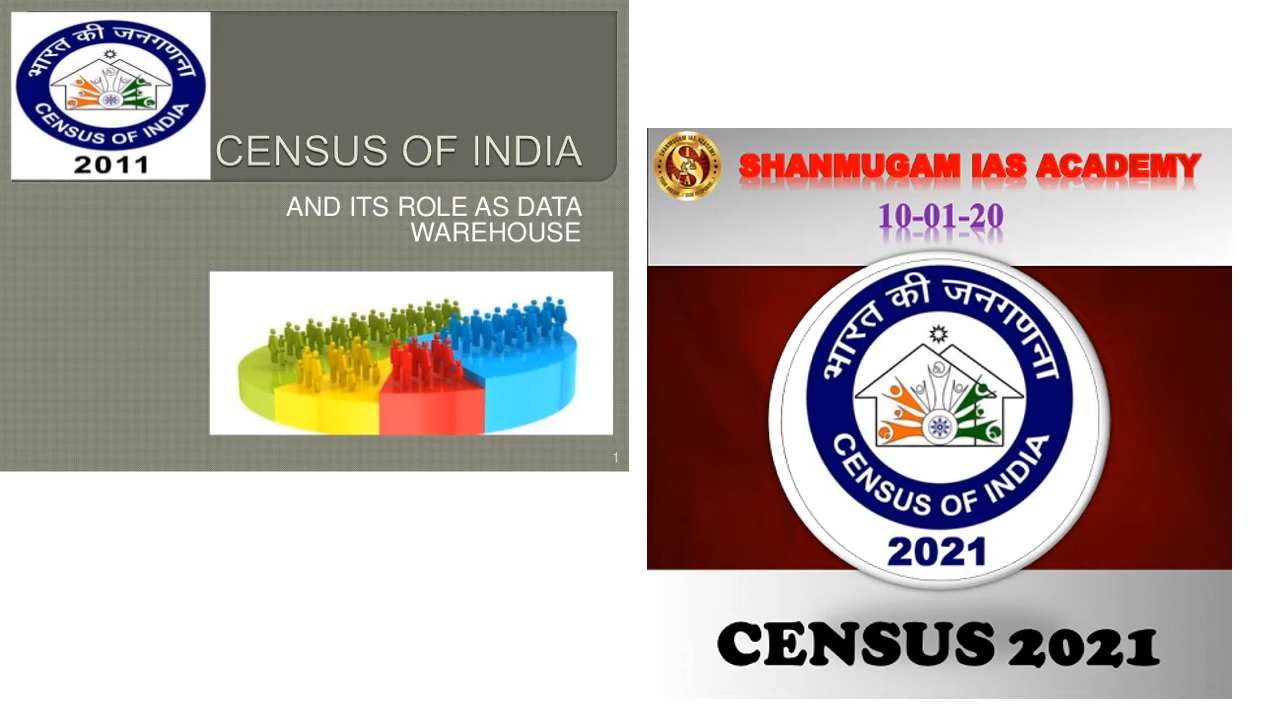 भारत की जनगणना
CENSUS OF INDIA
2011
CENSUS OF INDIA
AND ITS ROLE AS DATA
WAREHOUSE
1
SHANMUGAM IAS ACADEMY
10-01-20
भारत की जनगणना
CENSUS OF INDIA
2021
CENSUS 2021